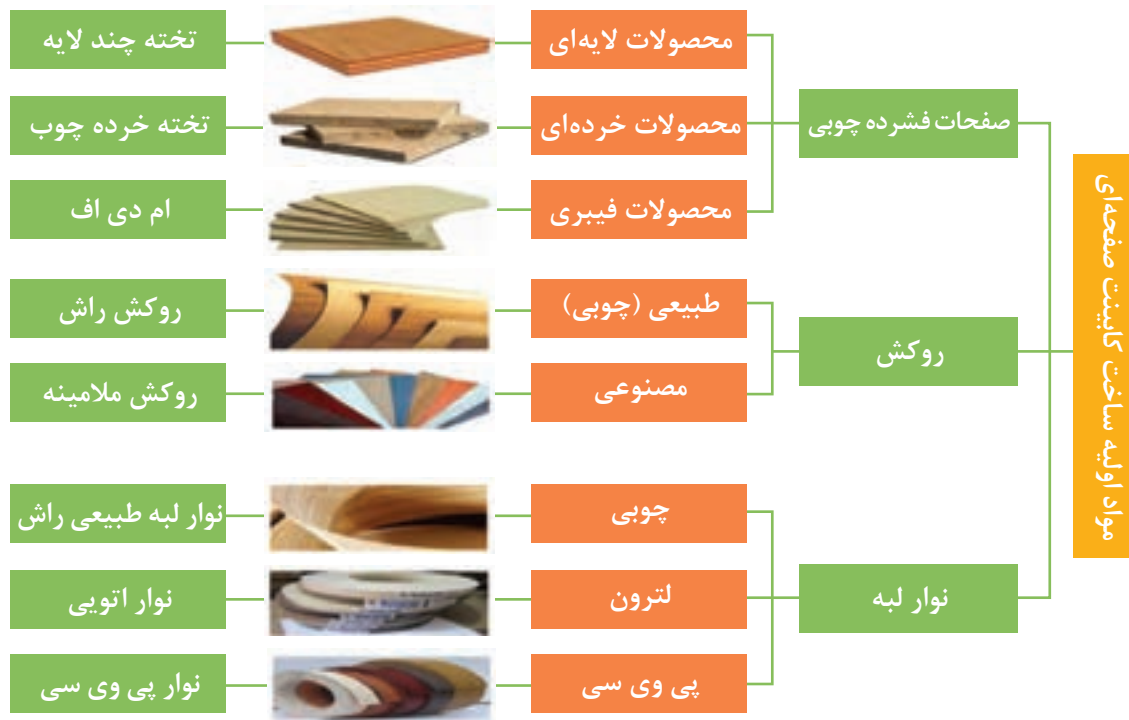 مواد اولیه ساخت کابینت صفحه‌ای
صفحات فشرده چوبی
محصولات لایه‌ای
تخته چند لایه
محصولات خرده‌ای
تخته خرده چوب
محصولات فیبری
ام دی اف
روکش
طبیعی (چوبی)
روکش راش
مصنوعی
روکش ملامینه
نوار لبه
چوبی
نوار لبه طبیعی راش
لترون
نوار اتویی
پی وی سی
نوار پی وی سی